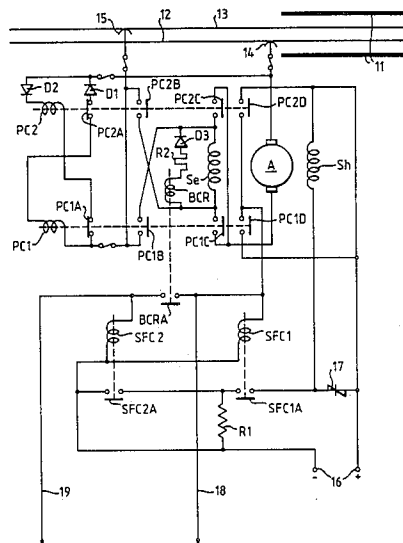 15 12 13
14
11
D2 D1 PC2B
PC2 PC2A PC2C PC2D
D3
R2
Se A Sh
BCR
PC1A
PC1 PC1B PC1C PC1D
BCRA
SFC2 SFC1
17
SFC2A SFC1A
R1
- 16 +
19 18